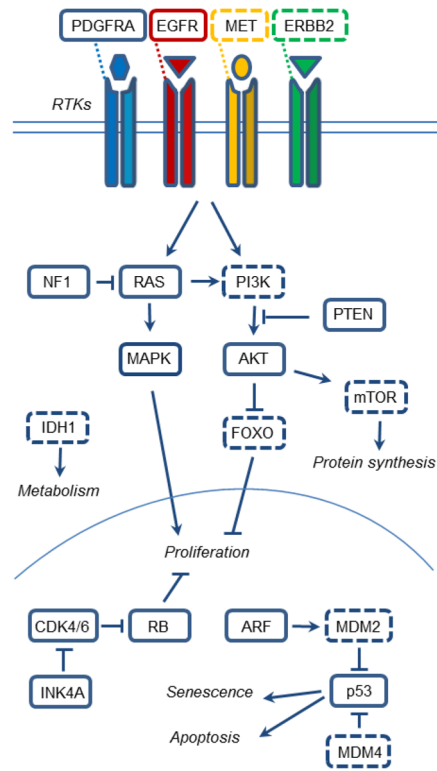 PDGFRA EGFR MET ERBB2
RTKs
NF1 RAS PI3K
PTEN
MAPK AKT
mTOR
IDH1 FOXO
Protein synthesis
Metabolism
Proliferation
CDK4/6 RB ARF MDM2
INK4A Senescence p53
Apoptosis
MDM4